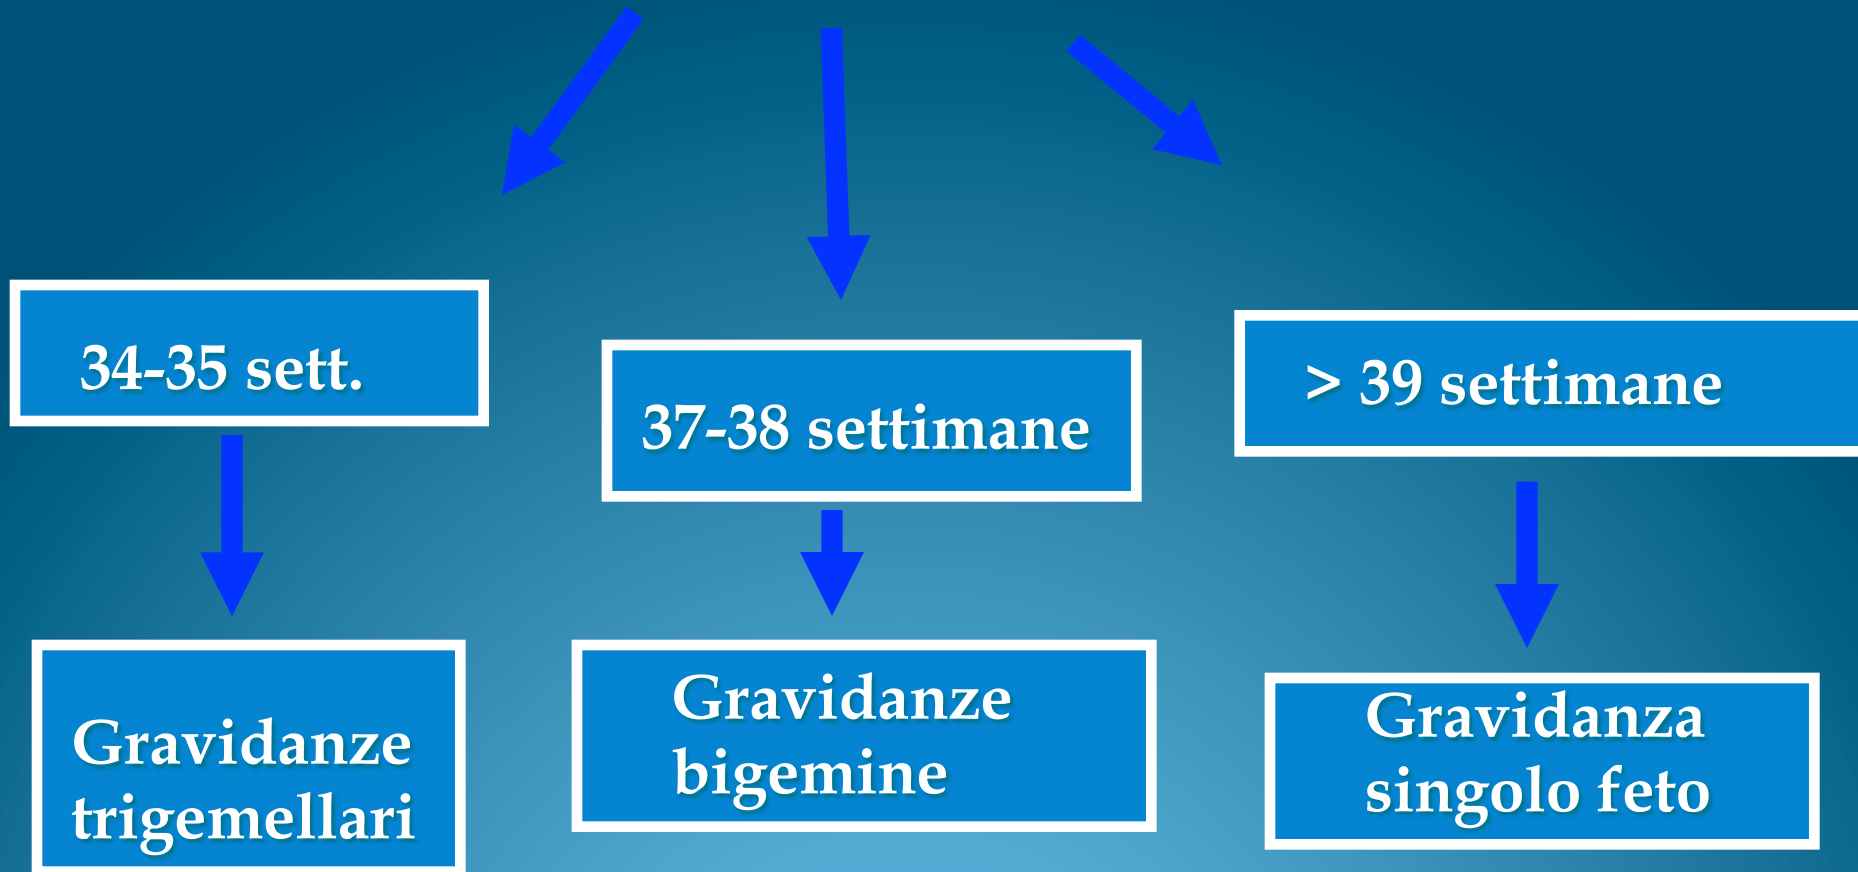 34-35 sett.
37-38 settimane
> 39 settimane
Gravidanze
trigemellari
Gravidanze
bigemine
Gravidanza
singolo feto